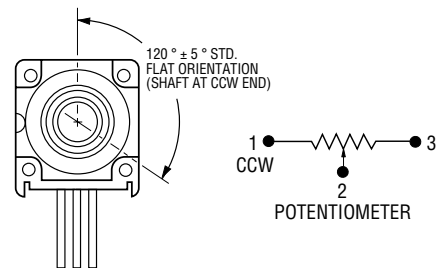 120 ° ± 5 ° STD.
FLAT ORIENTATION
(SHAFT AT CCW END)
1
3
CCW
2
POTENTIOMETER